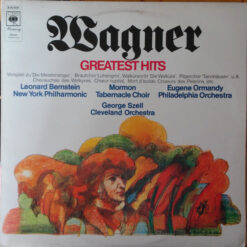 CBS
Wagner
GREATEST HITS
Vorspiel zu "Die Meistersinger", Brautchor "Lohengrin", Walkürenritt "Die Walküre", Pilgerchor "Tannhäuser" u.a.
Leonard Bernstein
New York Philharmonic
Mormon
Tabernacle Choir
Eugene Ormandy
Philadelphia Orchestra
George Szell
Cleveland Orchestra